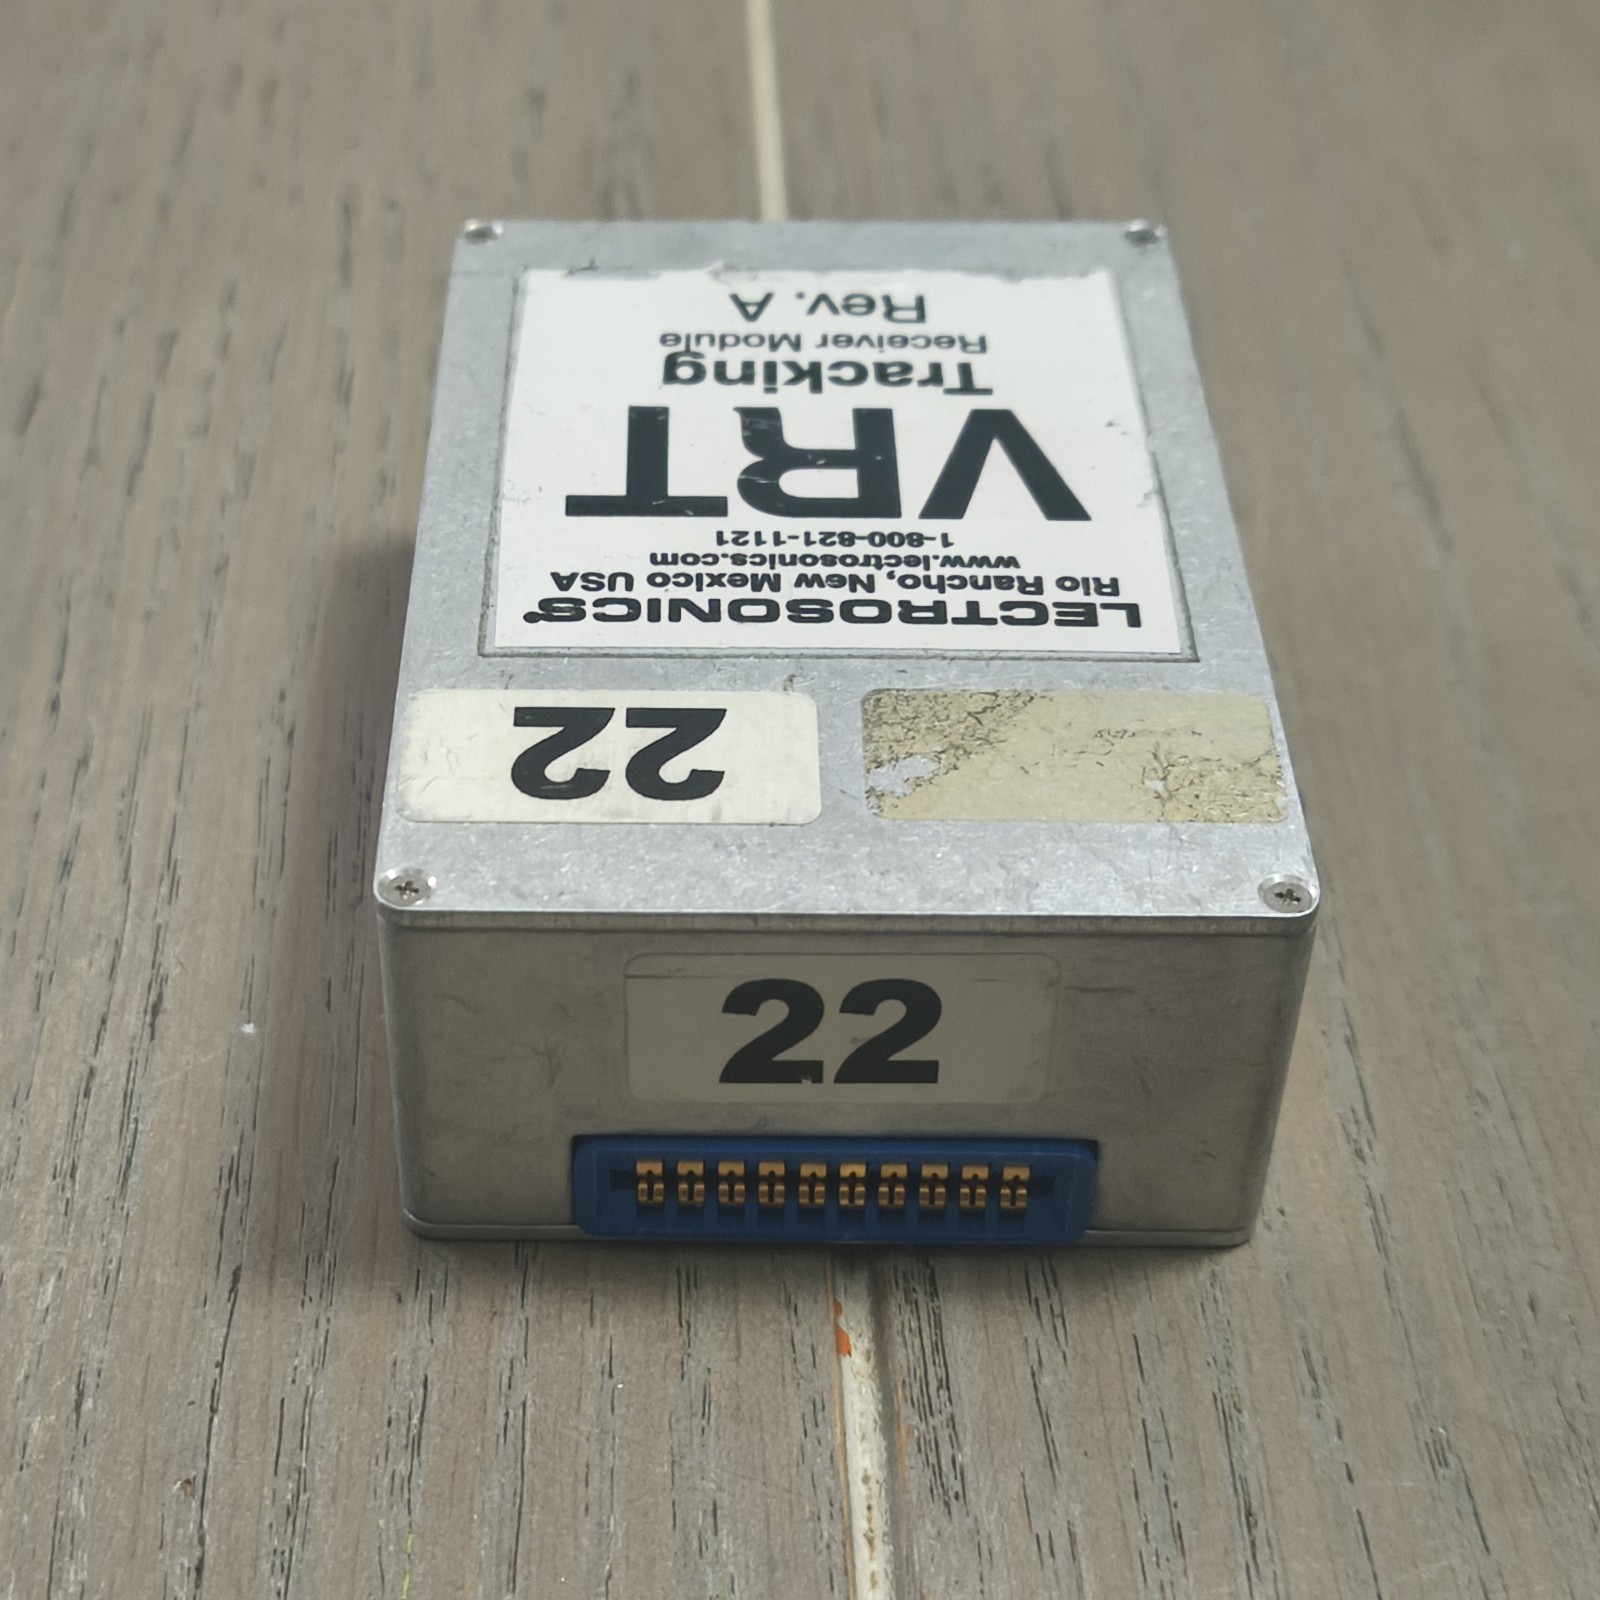 LECTROSONICS®
Rio Rancho, New Mexico USA
www.lectrosonics.com
1-800-821-1121
VRT
Tracking
Receiver Module
Rev. A
22
22